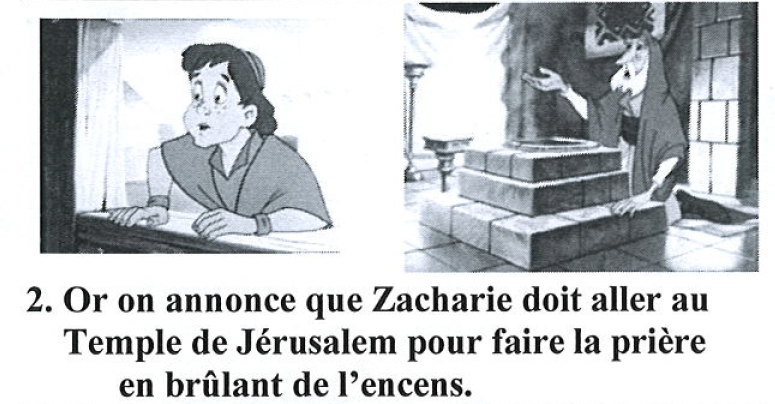 2. Or on annonce que Zacharie doit aller au
Temple de Jérusalem pour faire la prière
en brûlant de l'encens.